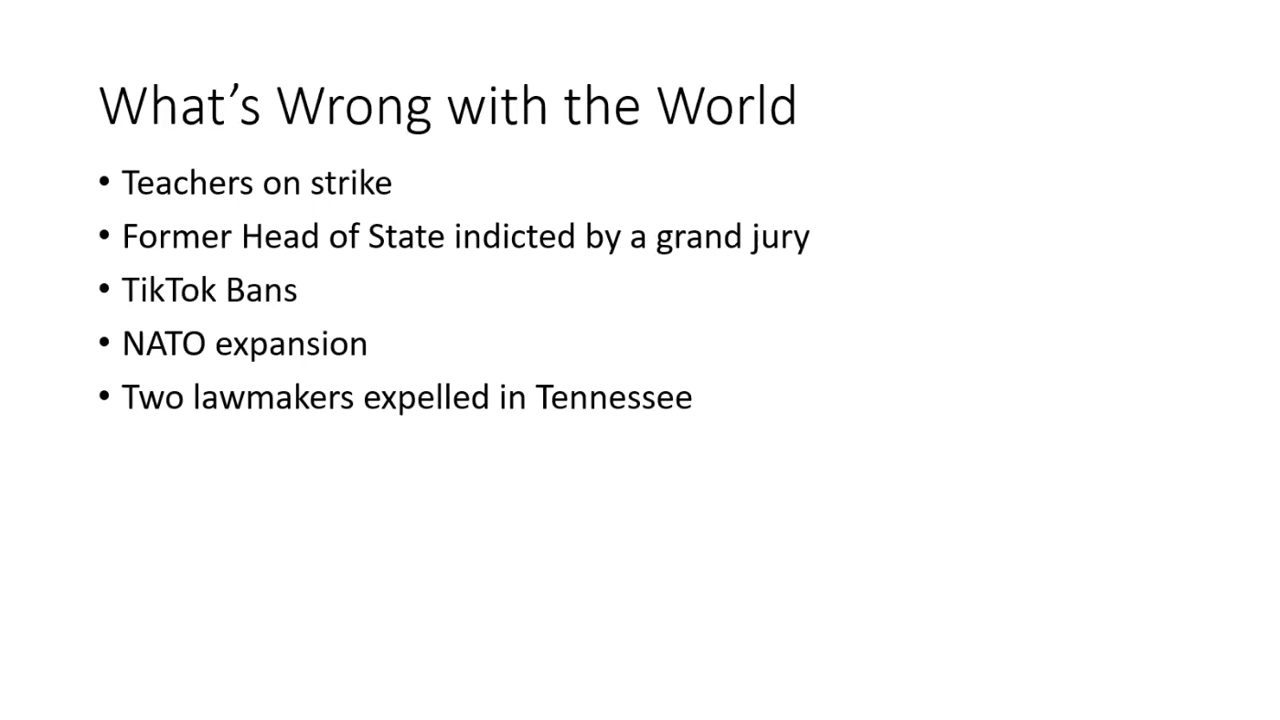 What’s Wrong with the World
• Teachers on strike
• Former Head of State indicted by a grand jury
• TikTok Bans
• NATO expansion
• Two lawmakers expelled in Tennessee